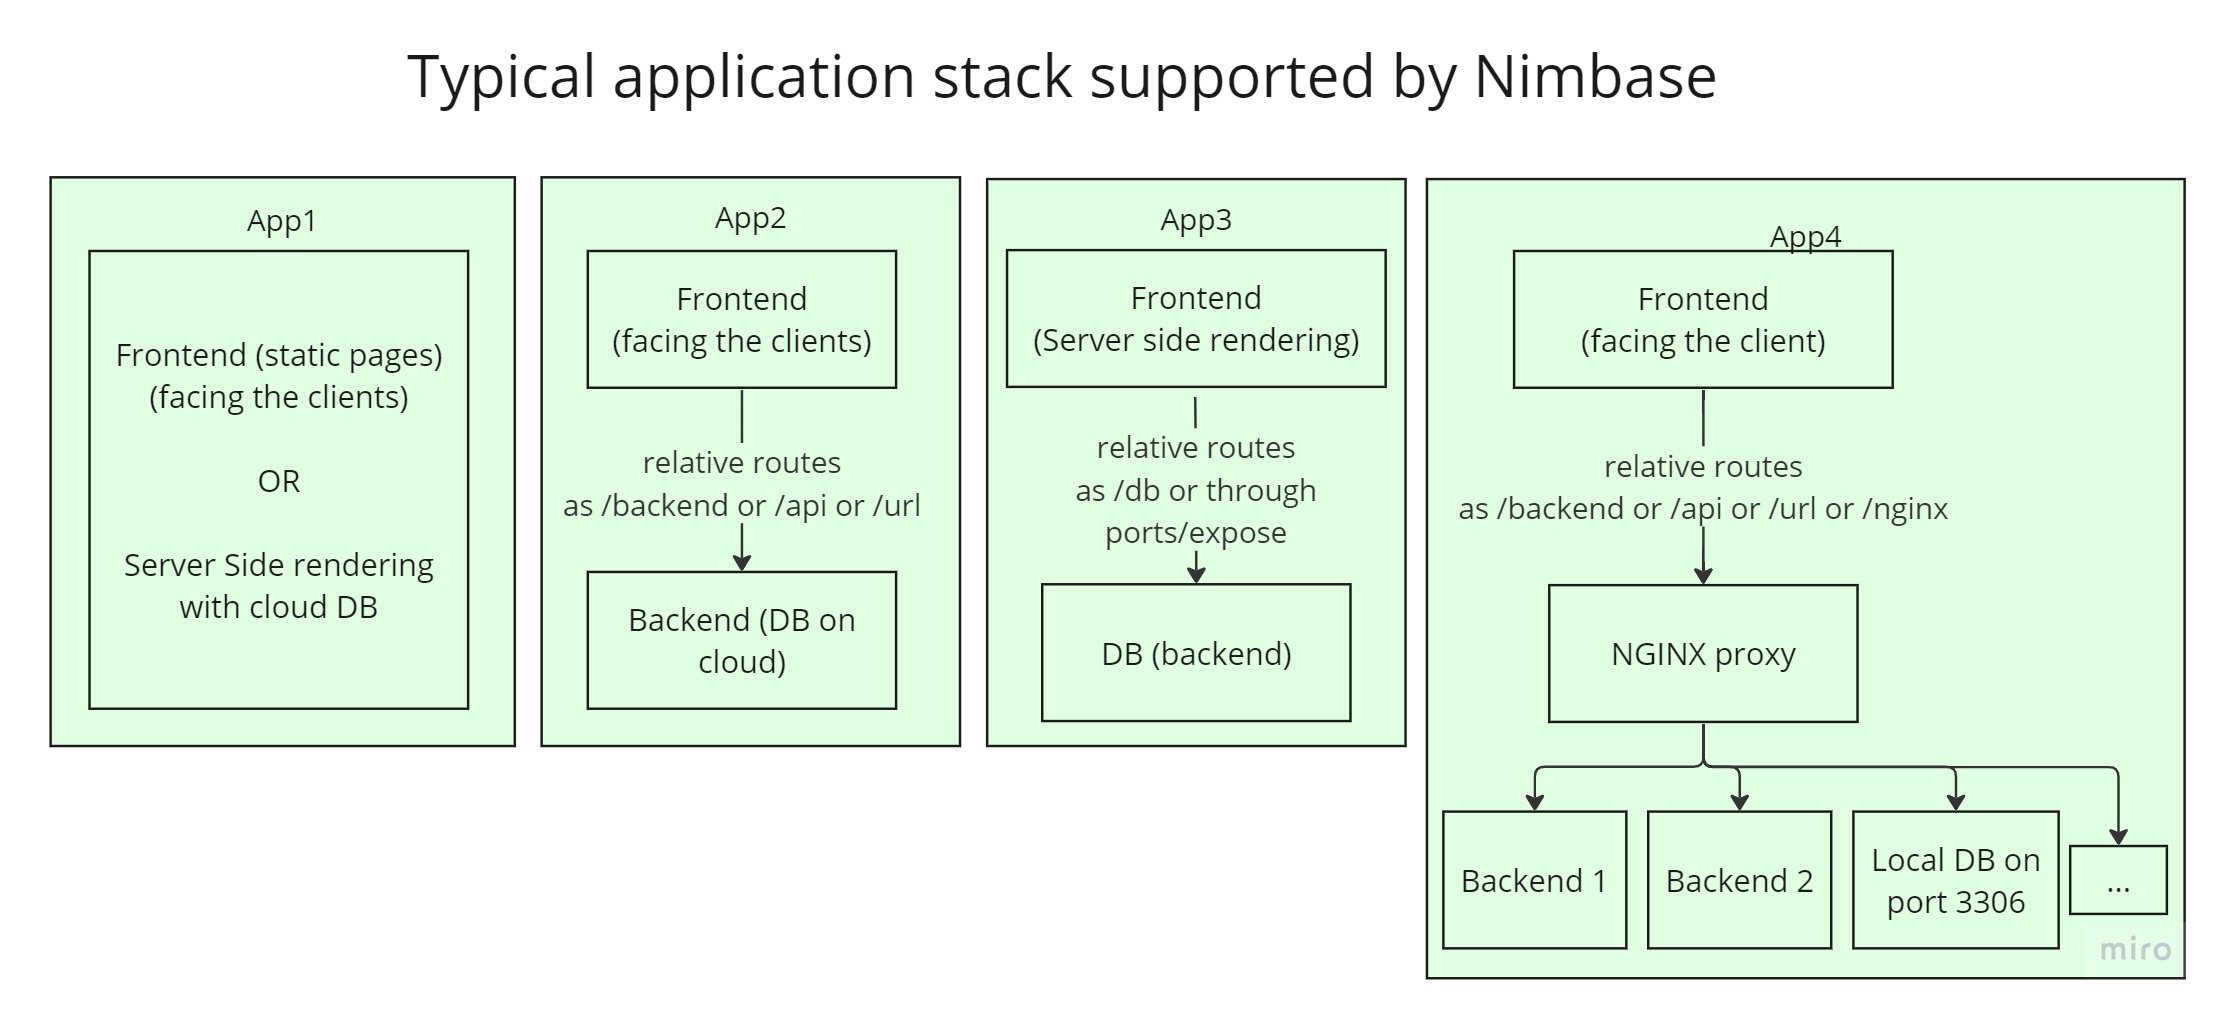 Typical application stack supported by Nimbase
App1
Frontend (static pages)
(facing the clients)
OR
Server Side rendering
with cloud DB
App2
Frontend
(facing the clients)
relative routes
as /backend or /api or /url
Backend (DB on
cloud)
App3
Frontend
(Server side rendering)
relative routes
as /db or through
ports/expose
DB (backend)
App4
Frontend
(facing the client)
relative routes
as /backend or /api or /url or /nginx
NGINX proxy
Backend 1
Backend 2
Local DB on
port 3306
...
miro